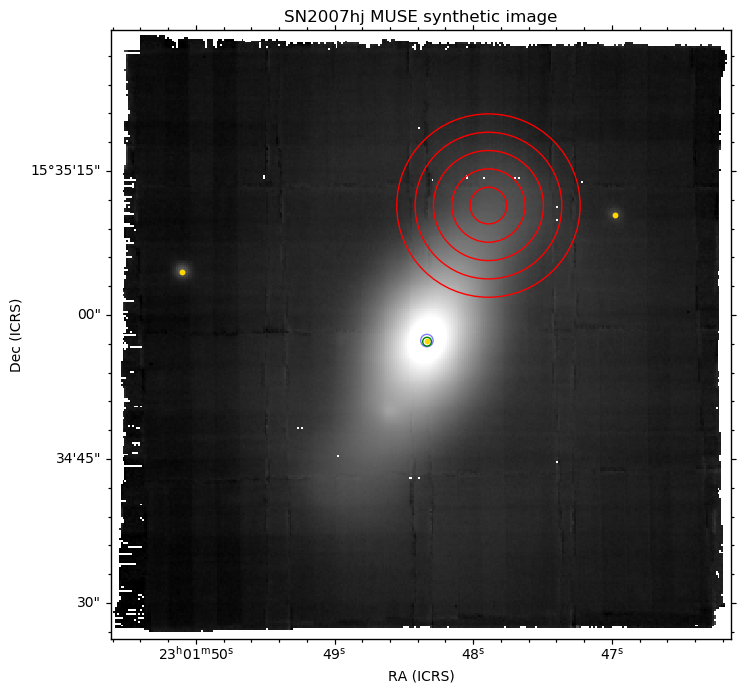 SN2007hj MUSE synthetic image
Dec (ICRS)
15°35'15"
00"
34'45"
30"
23h01m50s 49s 48s 47s
RA (ICRS)